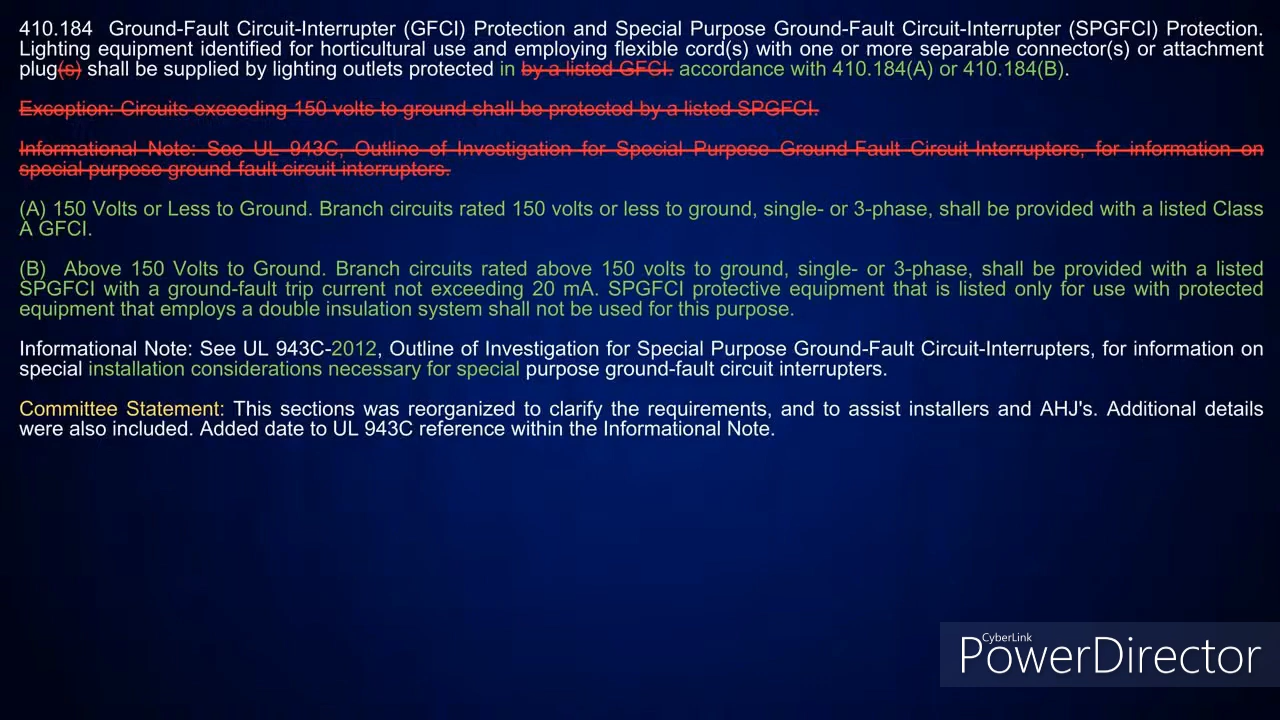 410.184 Ground-Fault Circuit-Interrupter (GFCI) Protection and Special Purpose Ground-Fault Circuit-Interrupter (SPGFCI) Protection.
Lighting equipment identified for horticultural use and employing flexible cord(s) with one or more separable connector(s) or attachment
plug(s) shall be supplied by lighting outlets protected in by a listed GFCI. accordance with 410.184(A) or 410.184(B).
Exception: Circuits exceeding 150 volts to ground shall be protected by a listed SPGFCI.
Informational Note: See UL 943C, Outline of Investigation for Special Purpose Ground-Fault Circuit-Interrupters, for information on
special purpose ground-fault circuit interrupters.
(A) 150 Volts or Less to Ground. Branch circuits rated 150 volts or less to ground, single- or 3-phase, shall be provided with a listed Class
A GFCI.
(B) Above 150 Volts to Ground. Branch circuits rated above 150 volts to ground, single- or 3-phase, shall be provided with a listed
SPGFCI with a ground-fault trip current not exceeding 20 mA. SPGFCI protective equipment that is listed only for use with protected
equipment that employs a double insulation system shall not be used for this purpose.
Informational Note: See UL 943C-2012, Outline of Investigation for Special Purpose Ground-Fault Circuit-Interrupters, for information on
special installation considerations necessary for special purpose ground-fault circuit interrupters.
Committee Statement: This sections was reorganized to clarify the requirements, and to assist installers and AHJ's. Additional details
were also included. Added date to UL 943C reference within the Informational Note.
CyberLink
PowerDirector